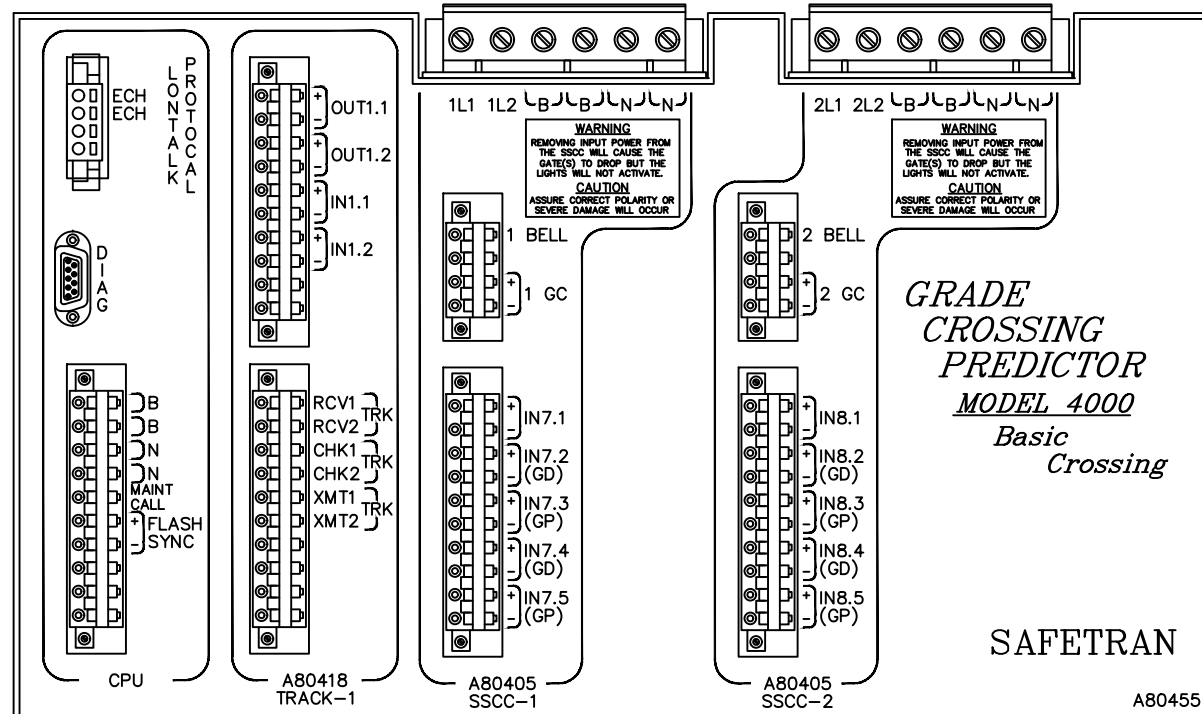 PROTOCAL
LONTALK
ECH
ECH
DIAG
B
B
N
N
MAINT
CALL
+ FLASH
− SYNC
CPU
+
− OUT1.1
+
− OUT1.2
+
− IN1.1
+
− IN1.2
RCV1
RCV2 TRK
CHK1
CHK2 TRK
XMT1
XMT2 TRK
A80418
TRACK−1
1L1 1L2 B B N N
WARNING
REMOVING INPUT POWER FROM
THE SSCC WILL CAUSE THE
GATE(S) TO DROP BUT THE
LIGHTS WILL NOT ACTIVATE.
CAUTION
ASSURE CORRECT POLARITY OR
SEVERE DAMAGE WILL OCCUR
1 BELL
+
− 1 GC
+
− IN7.1
+ IN7.2
− (GD)
+ IN7.3
− (GP)
+ IN7.4
− (GD)
+ IN7.5
− (GP)
A80405
SSCC−1
2L1 2L2 B B N N
WARNING
REMOVING INPUT POWER FROM
THE SSCC WILL CAUSE THE
GATE(S) TO DROP BUT THE
LIGHTS WILL NOT ACTIVATE.
CAUTION
ASSURE CORRECT POLARITY OR
SEVERE DAMAGE WILL OCCUR
2 BELL
+
− 2 GC
+
− IN8.1
+ IN8.2
− (GD)
+ IN8.3
− (GP)
+ IN8.4
− (GD)
+ IN8.5
− (GP)
A80405
SSCC−2
GRADE
CROSSING
PREDICTOR
MODEL 4000
Basic
Crossing
SAFETRAN
A80455